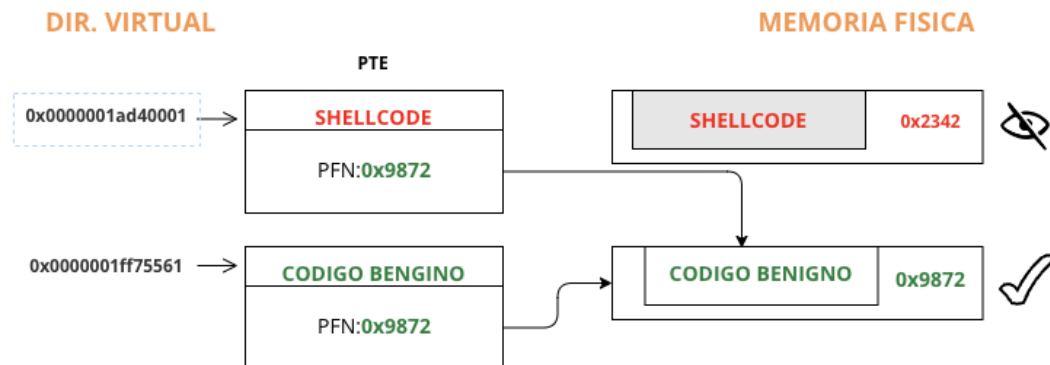 DIR. VIRTUAL
MEMORIA FISICA
PTE
0x0000001ad40001
SHELLCODE
PFN:0x9872
SHELLCODE
0x2342
0x0000001ff75561
CODIGO BENGINO
PFN:0x9872
CODIGO BENIGNO
0x9872